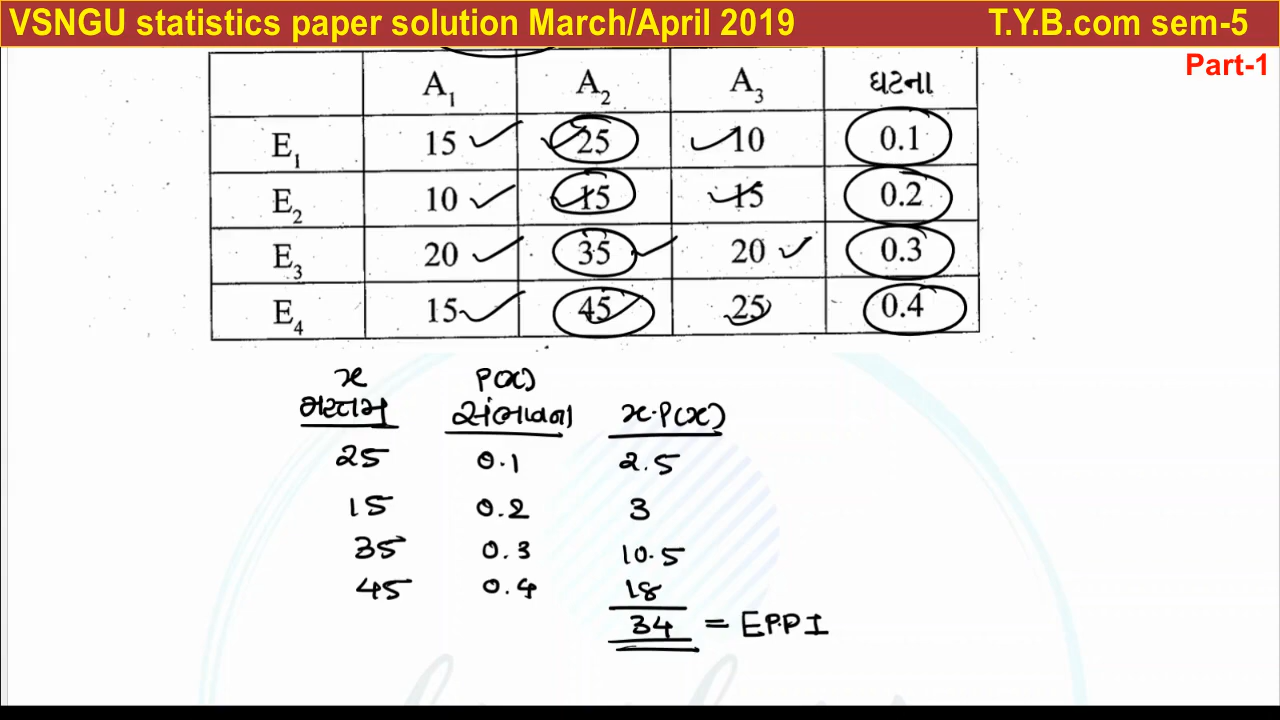 VSNGU statistics paper solution March/April 2019 T.Y.B.com sem-5
Part-1
A₁ A₂ A₃ ઘટના
E₁ 15 25 10 0.1
E₂ 10 15 15 0.2
E₃ 20 35 20 0.3
E₄ 15 45 25 0.4
x P(x)
મહત્તમ સંભાવના x·P(x)
25 0.1 2.5
15 0.2 3
35 0.3 10.5
45 0.4 18
34 = EPPI